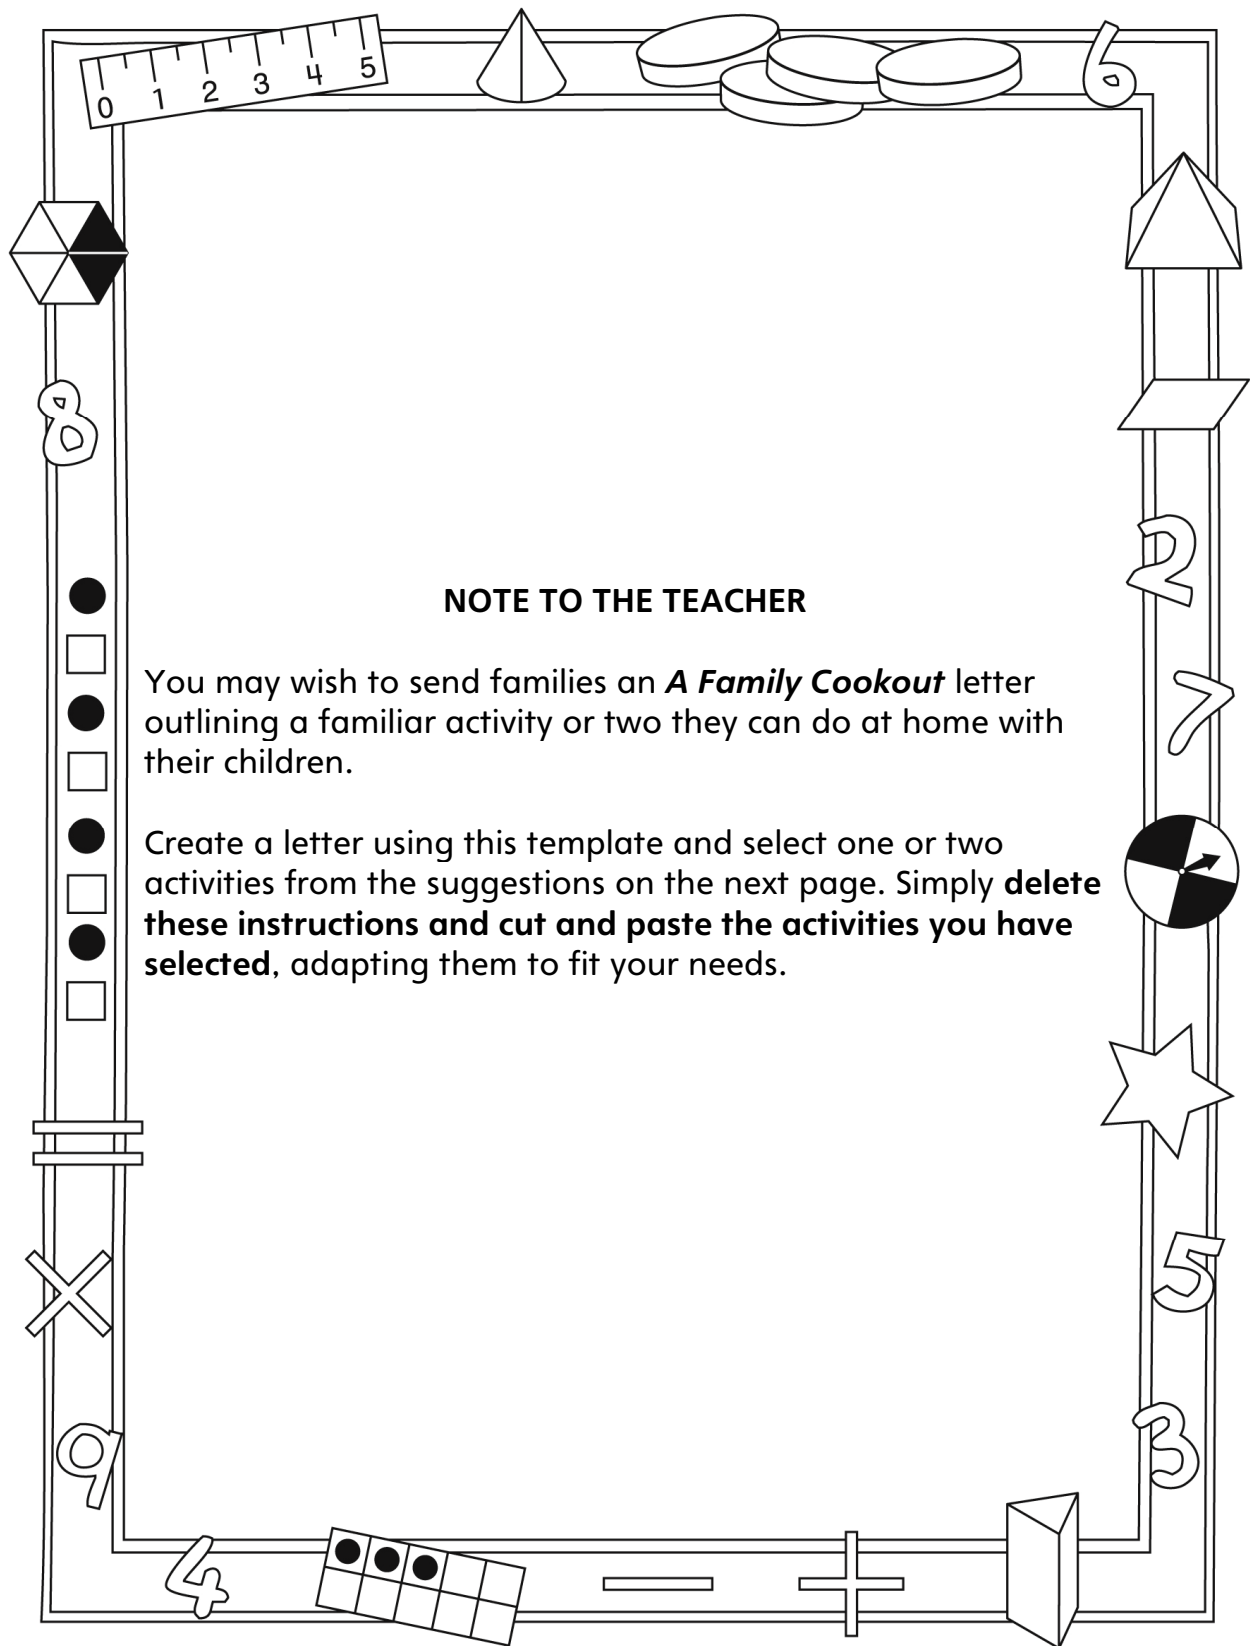 0 1 2 3 4 5
6
8
2
NOTE TO THE TEACHER
You may wish to send families an A Family Cookout letter
7
outlining a familiar activity or two they can do at home with
their children.
Create a letter using this template and select one or two
activities from the suggestions on the next page. Simply delete
these instructions and cut and paste the activities you have
selected, adapting them to fit your needs.
=
×
5
9
3
4
− +